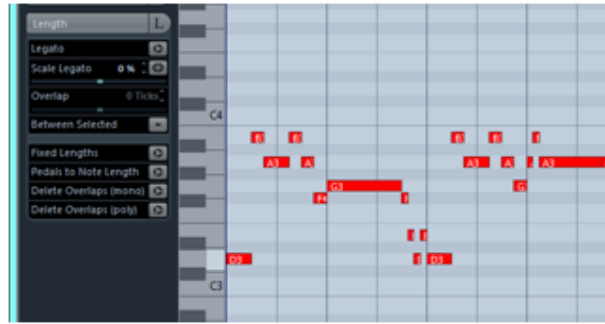 Length L
Legato
Scale Legato 0 %
Overlap 0 Ticks
Between Selected
Fixed Lengths
Pedals to Note Length
Delete Overlaps (mono)
Delete Overlaps (poly)
C4
A3 A A3 A A3
G3 G
D3 D3
C3